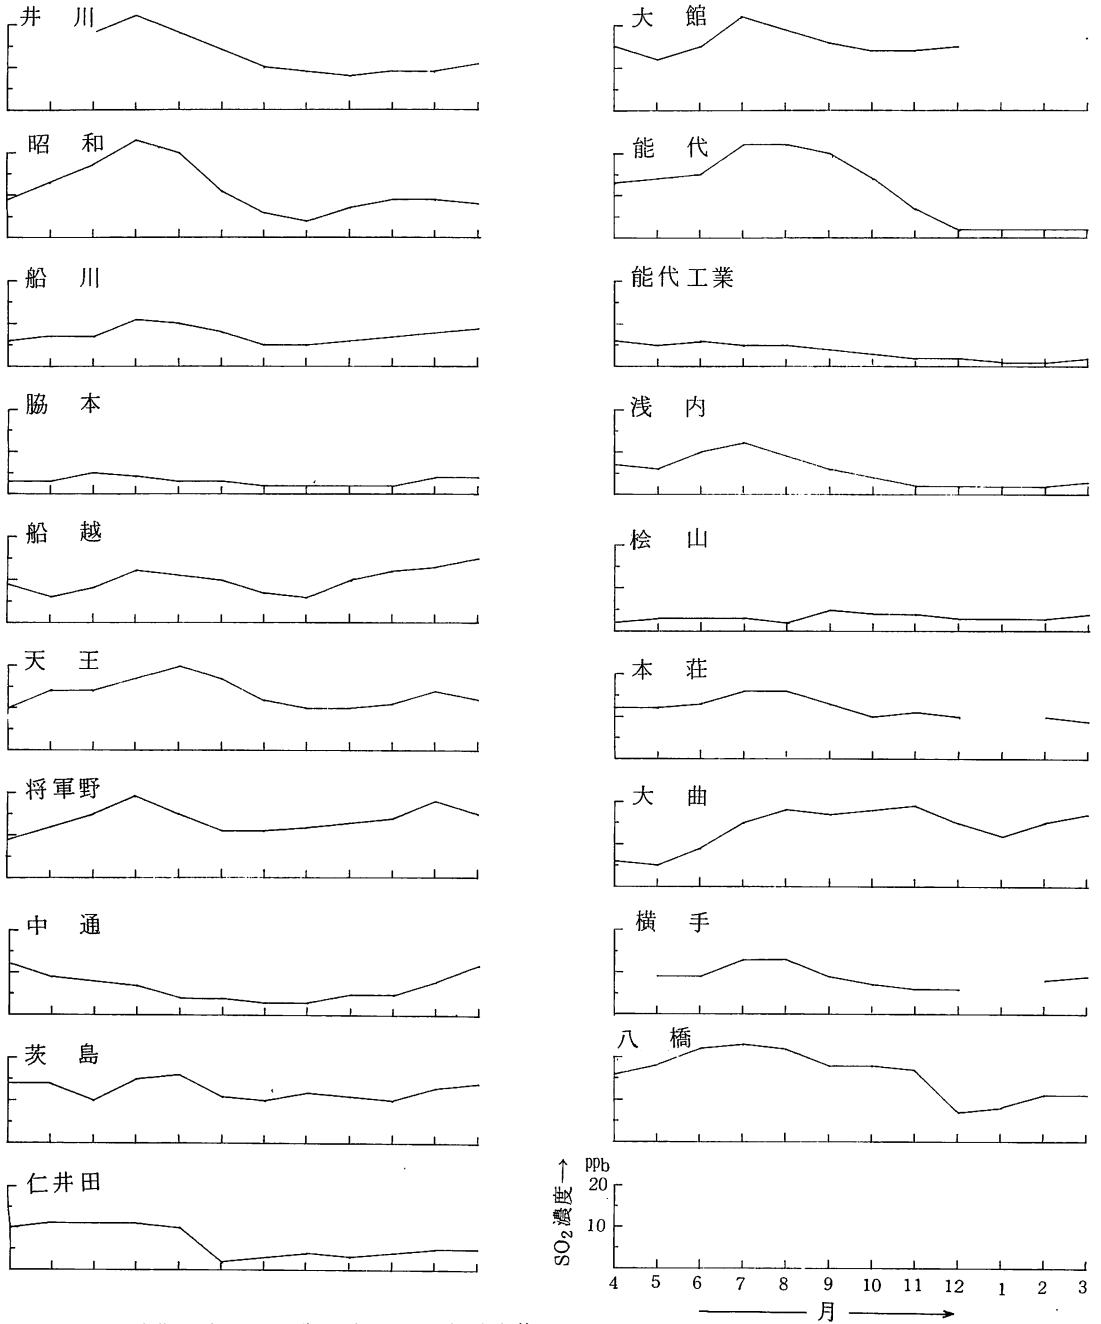 井川
昭和
船川
脇本
船越
天王
将軍野
中通
茨島
仁井田
大館
能代
能代工業
浅内
桧山
本荘
大曲
横手
八橋
SO₂濃度→
ppb
20
10
4 5 6 7 8 9 10 11 12 1 2 3
月